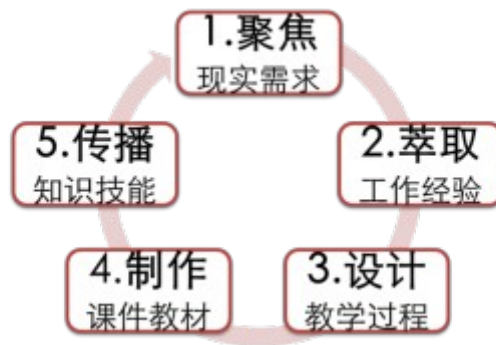 1.聚焦
现实需求
2.萃取
工作经验
3.设计
教学过程
4.制作
课件教材
5.传播
知识技能